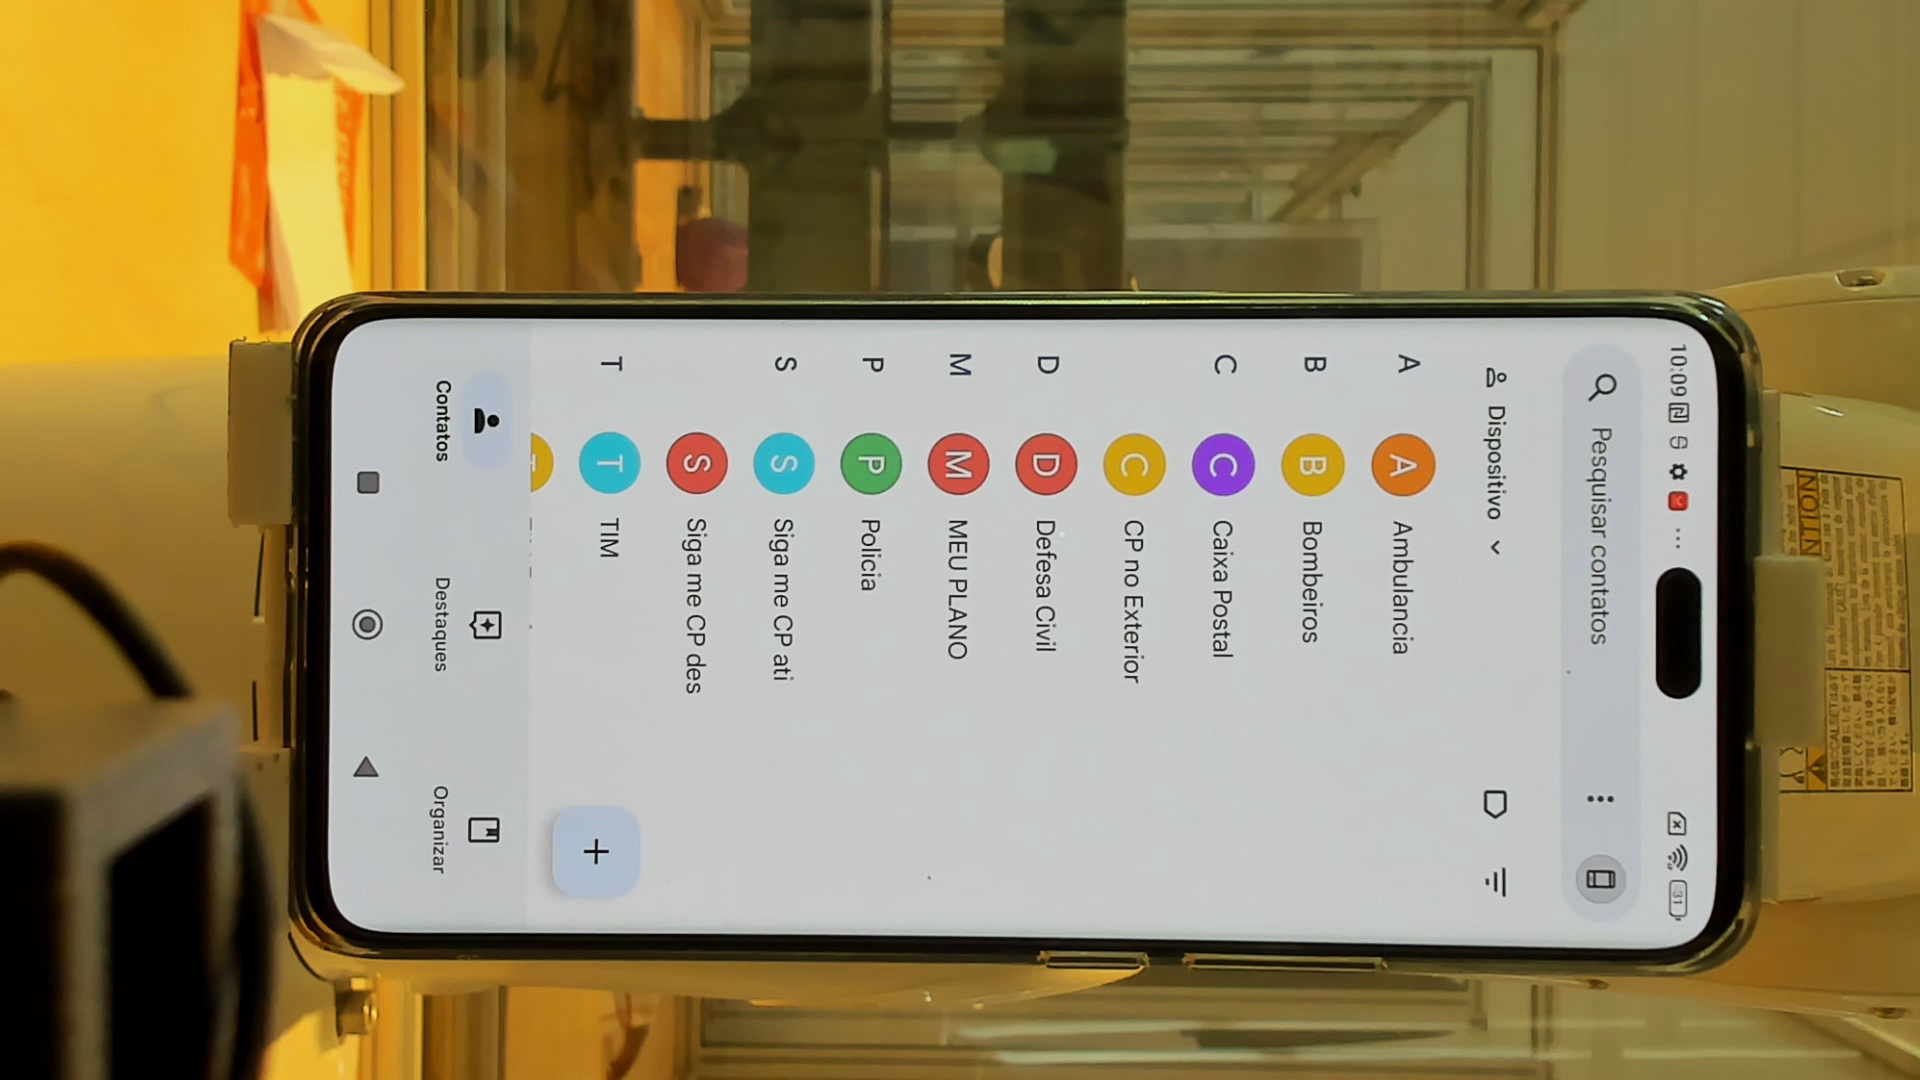 10:09
31
Pesquisar contatos
Dispositivo
A
A Ambulancia
B
B Bombeiros
C
C Caixa Postal
C CP no Exterior
D
D Defesa Civil
M
M MEU PLANO
P
P Policia
S
S Siga me CP ati
S Siga me CP des
T
T TIM
Contatos
Destaques
Organizar